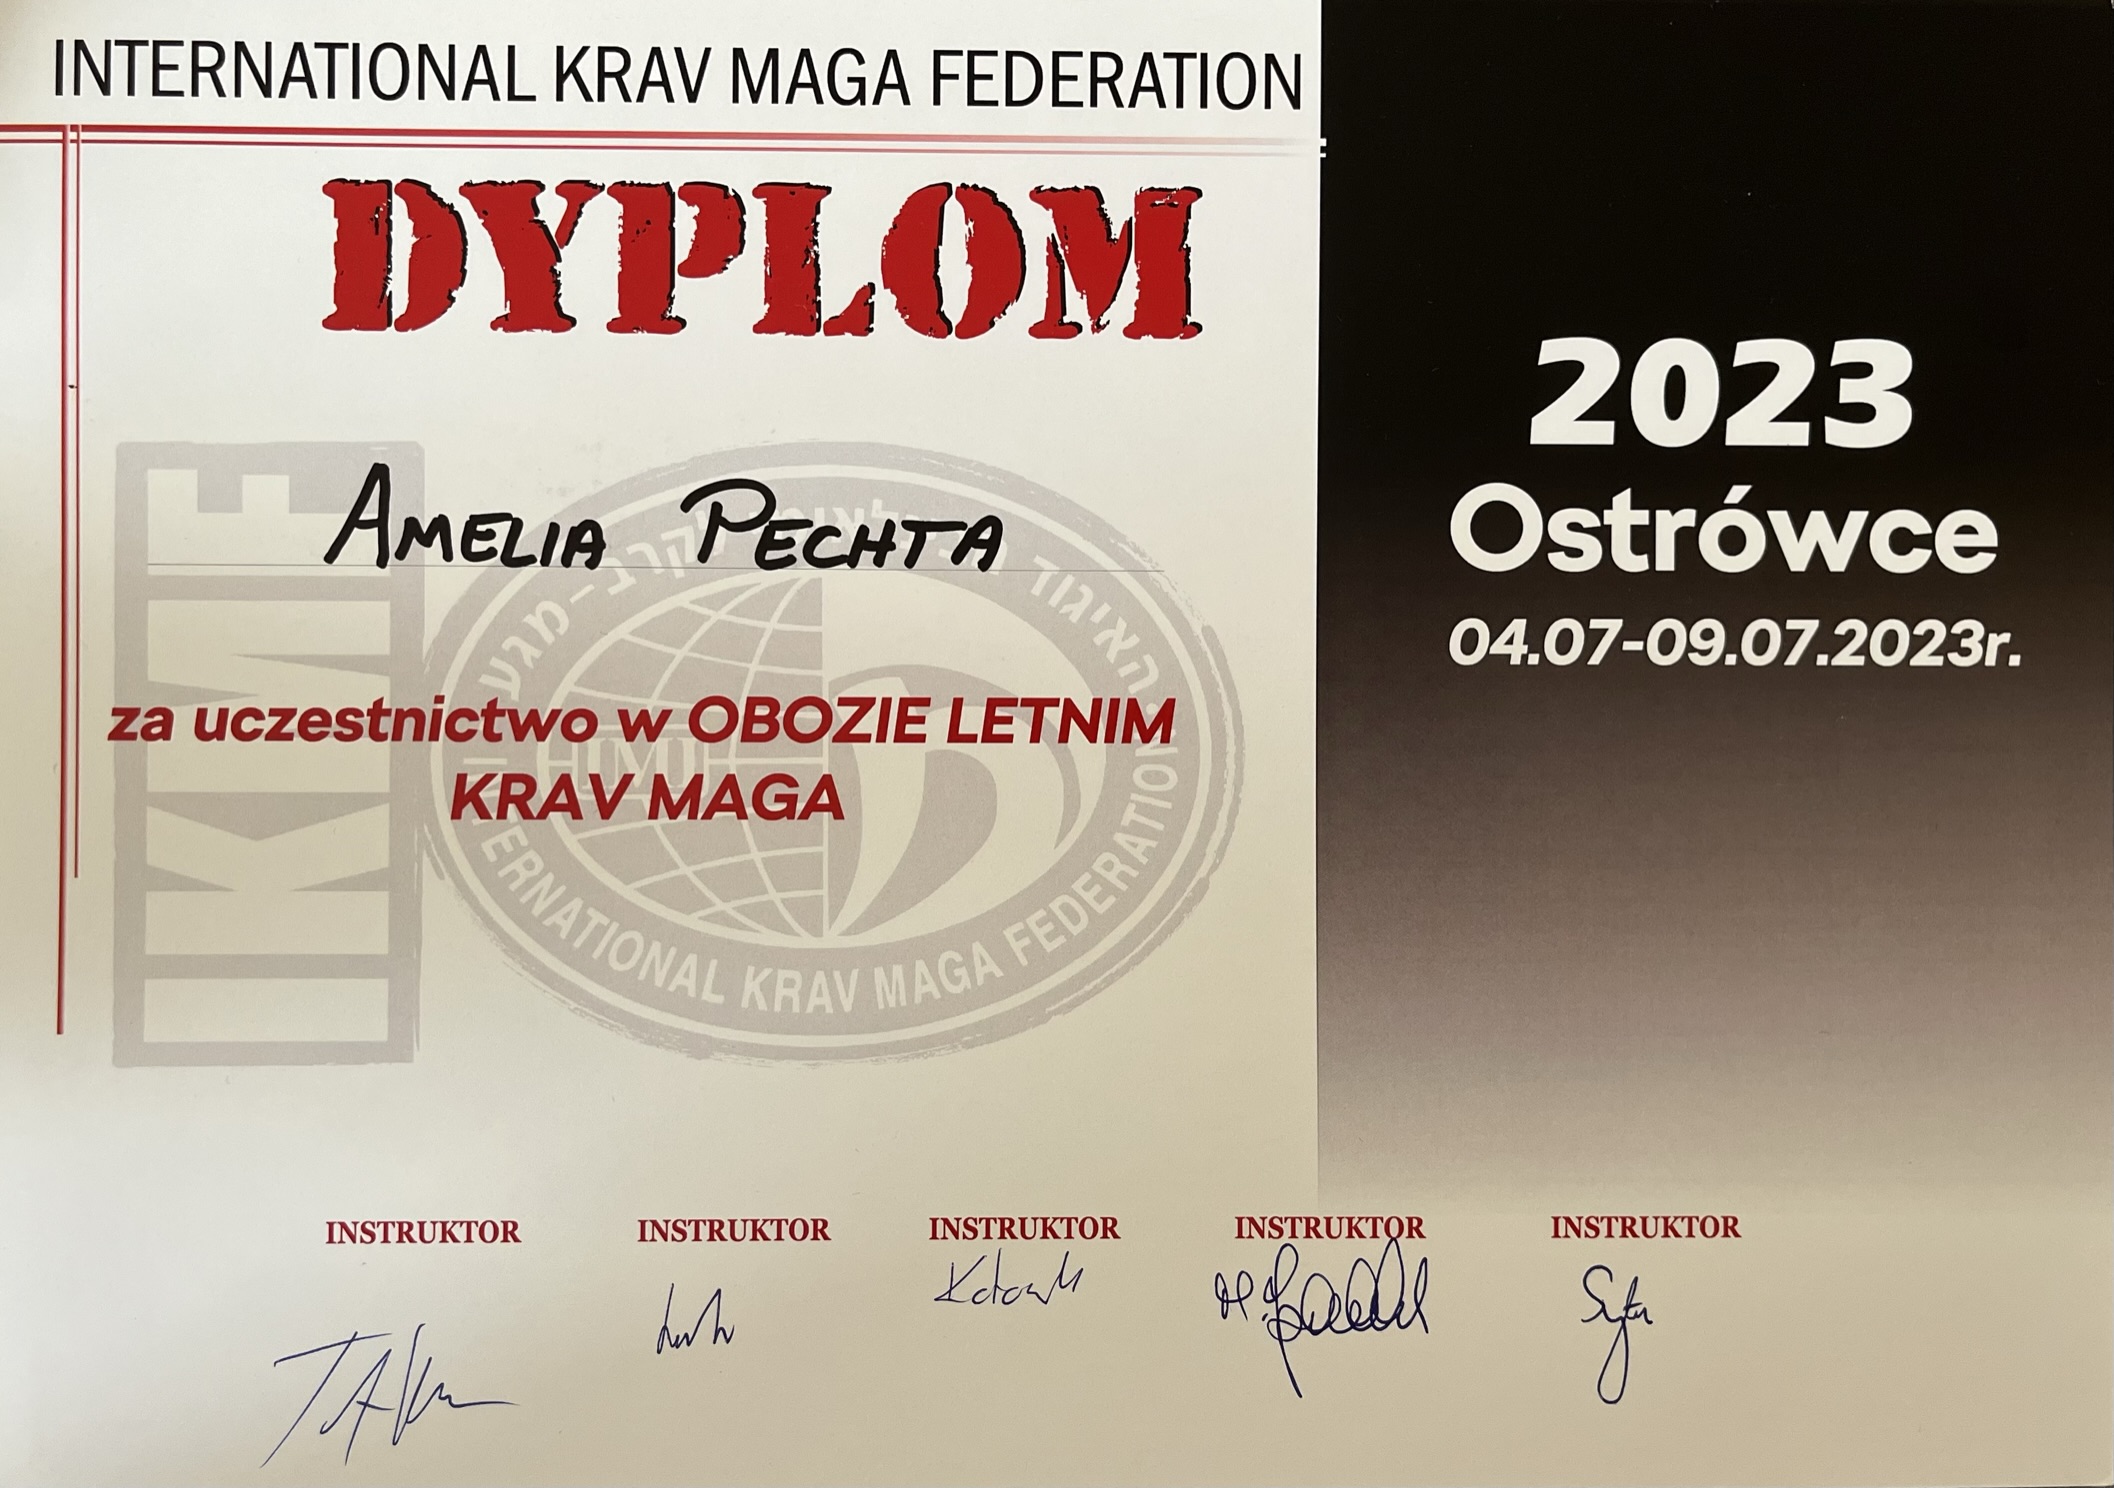 INTERNATIONAL KRAV MAGA FEDERATION
DYPLOM
AMELIA PECHTA
za uczestnictwo w OBOZIE LETNIM
KRAV MAGA
2023
Ostrówce
04.07-09.07.2023r.
IKMF
INTERNATIONAL KRAV MAGA FEDERATION
INSTRUKTOR INSTRUKTOR INSTRUKTOR INSTRUKTOR INSTRUKTOR